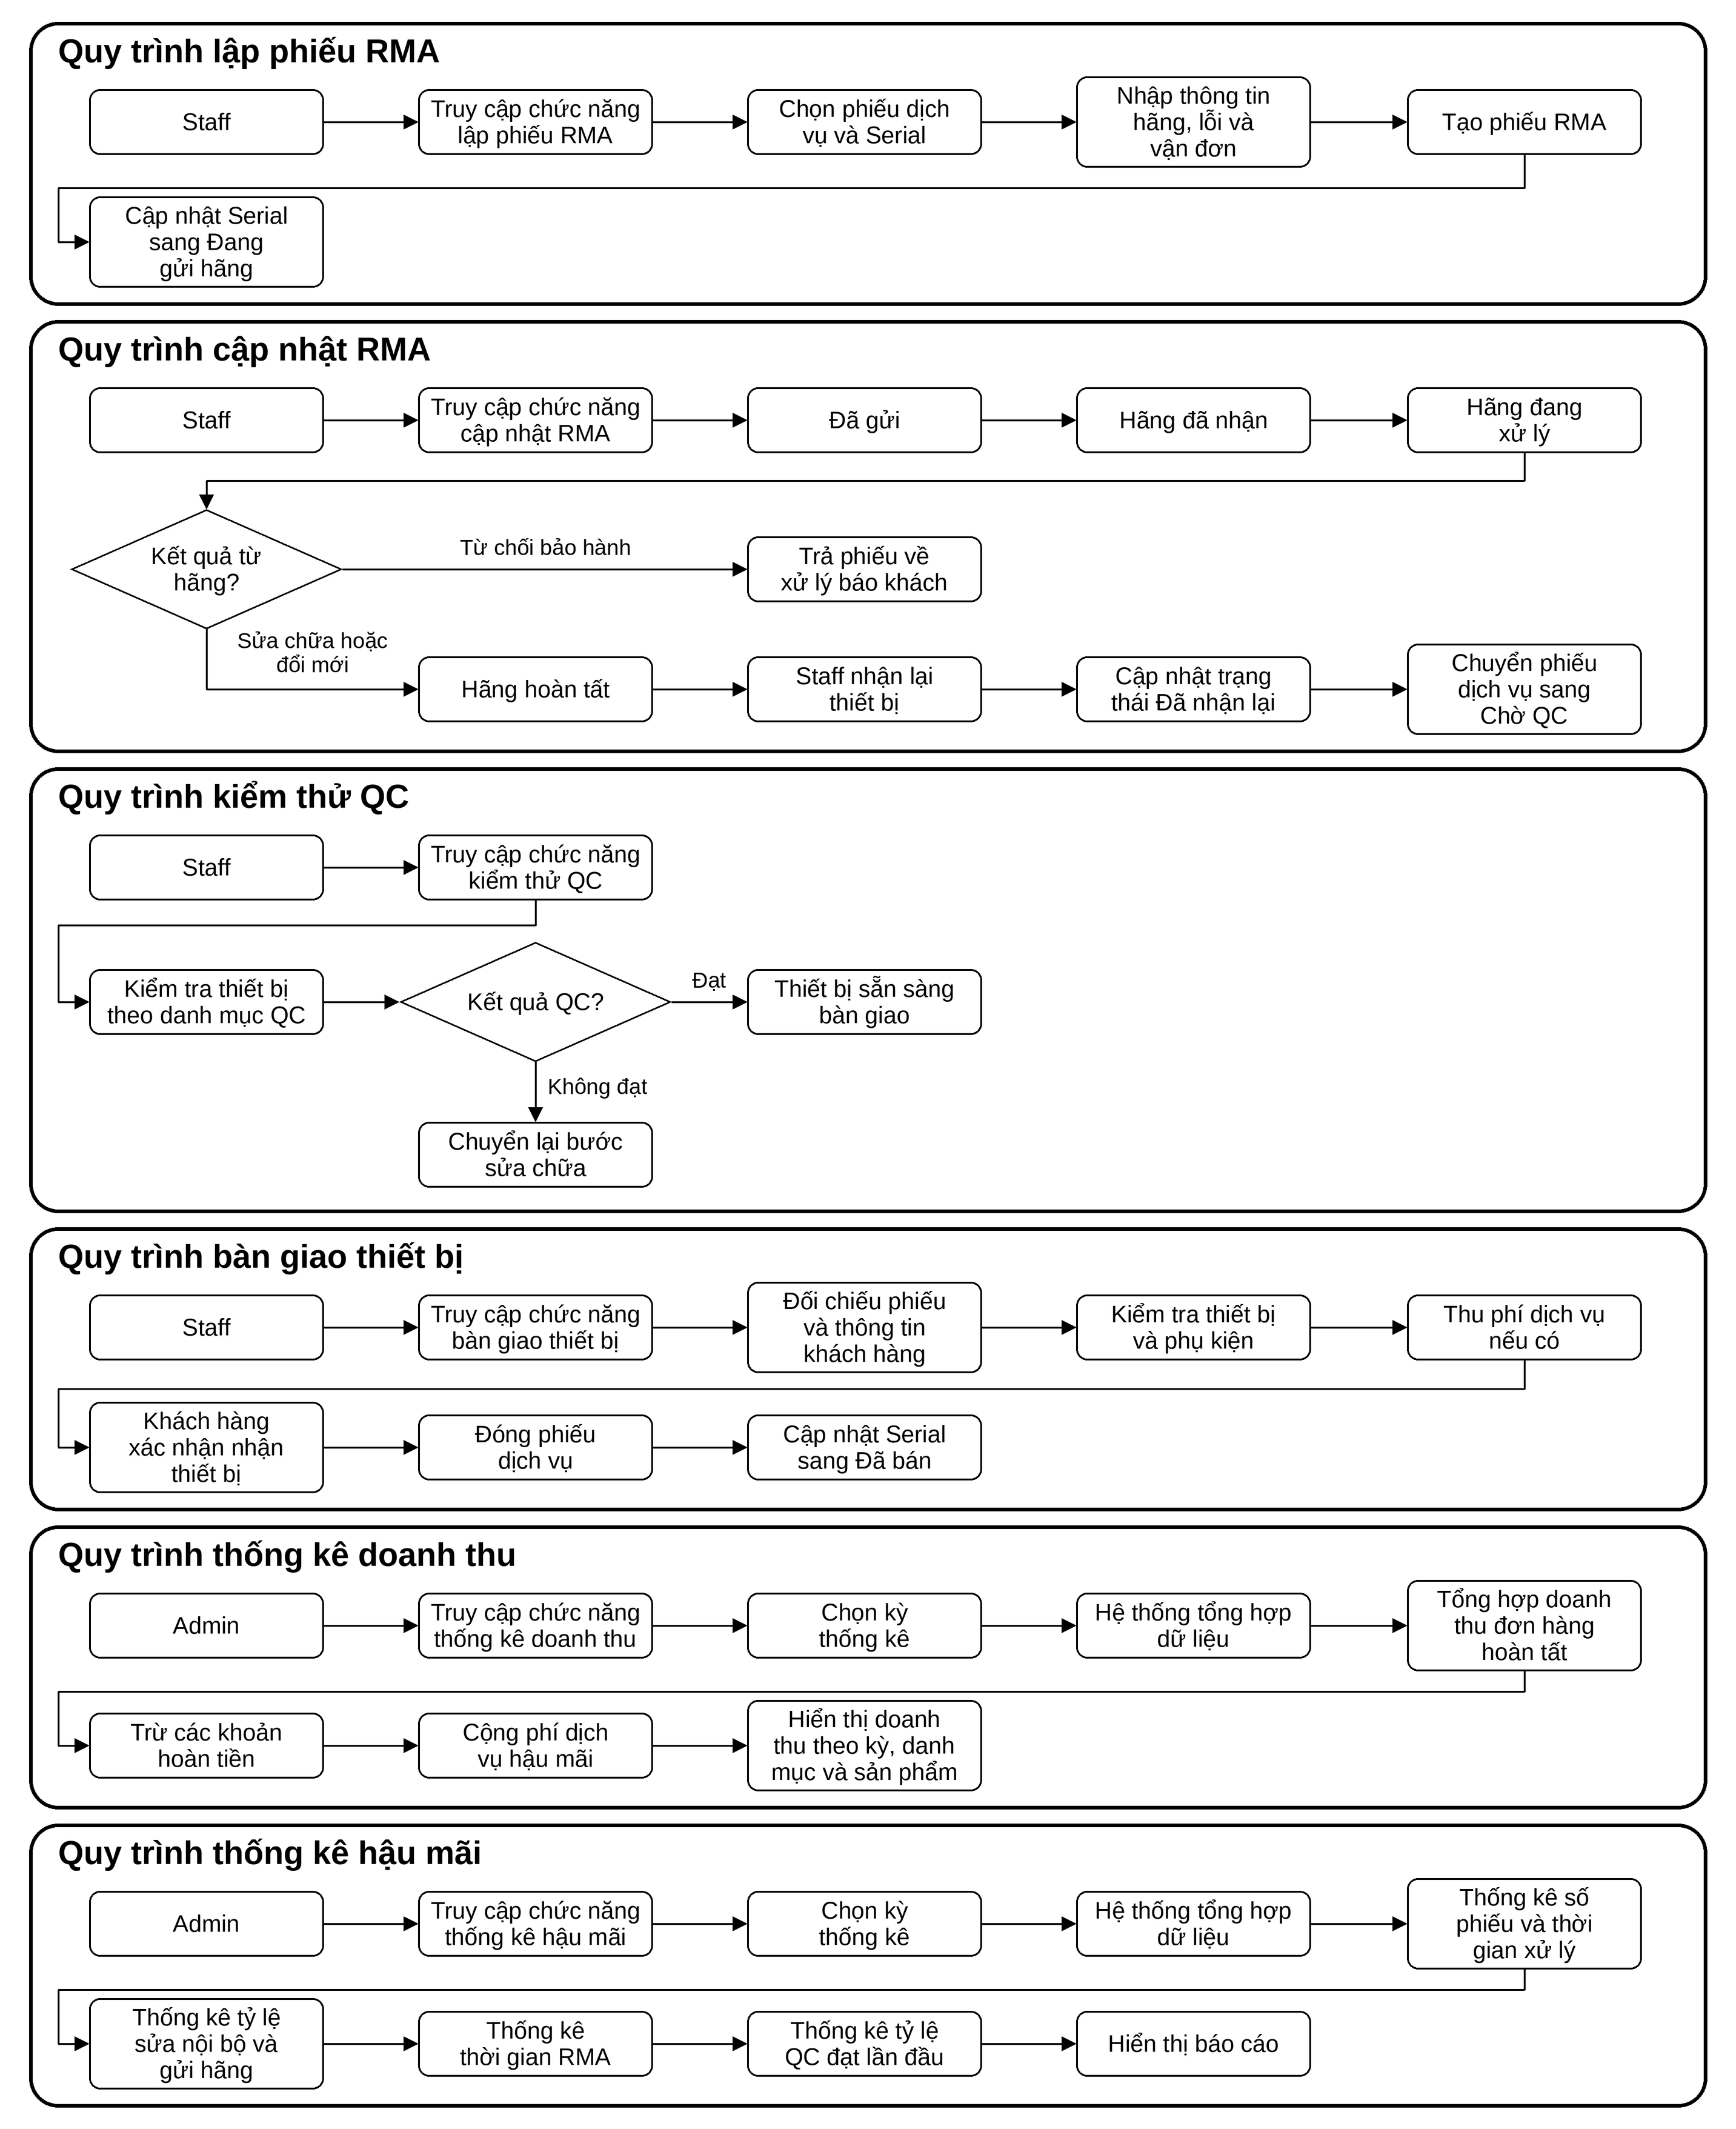 Quy trình lập phiếu RMA
Staff
Truy cập chức năng
lập phiếu RMA
Chọn phiếu dịch
vụ và Serial
Nhập thông tin
hãng, lỗi và
vận đơn
Tạo phiếu RMA
Cập nhật Serial
sang Đang
gửi hãng
Quy trình cập nhật RMA
Staff
Truy cập chức năng
cập nhật RMA
Đã gửi
Hãng đã nhận
Hãng đang
xử lý
Kết quả từ
hãng?
Từ chối bảo hành
Trả phiếu về
xử lý báo khách
Sửa chữa hoặc
đổi mới
Hãng hoàn tất
Staff nhận lại
thiết bị
Cập nhật trạng
thái Đã nhận lại
Chuyển phiếu
dịch vụ sang
Chờ QC
Quy trình kiểm thử QC
Staff
Truy cập chức năng
kiểm thử QC
Kiểm tra thiết bị
theo danh mục QC
Kết quả QC?
Đạt
Thiết bị sẵn sàng
bàn giao
Không đạt
Chuyển lại bước
sửa chữa
Quy trình bàn giao thiết bị
Staff
Truy cập chức năng
bàn giao thiết bị
Đối chiếu phiếu
và thông tin
khách hàng
Kiểm tra thiết bị
và phụ kiện
Thu phí dịch vụ
nếu có
Khách hàng
xác nhận nhận
thiết bị
Đóng phiếu
dịch vụ
Cập nhật Serial
sang Đã bán
Quy trình thống kê doanh thu
Admin
Truy cập chức năng
thống kê doanh thu
Chọn kỳ
thống kê
Hệ thống tổng hợp
dữ liệu
Tổng hợp doanh
thu đơn hàng
hoàn tất
Trừ các khoản
hoàn tiền
Cộng phí dịch
vụ hậu mãi
Hiển thị doanh
thu theo kỳ, danh
mục và sản phẩm
Quy trình thống kê hậu mãi
Admin
Truy cập chức năng
thống kê hậu mãi
Chọn kỳ
thống kê
Hệ thống tổng hợp
dữ liệu
Thống kê số
phiếu và thời
gian xử lý
Thống kê tỷ lệ
sửa nội bộ và
gửi hãng
Thống kê
thời gian RMA
Thống kê tỷ lệ
QC đạt lần đầu
Hiển thị báo cáo